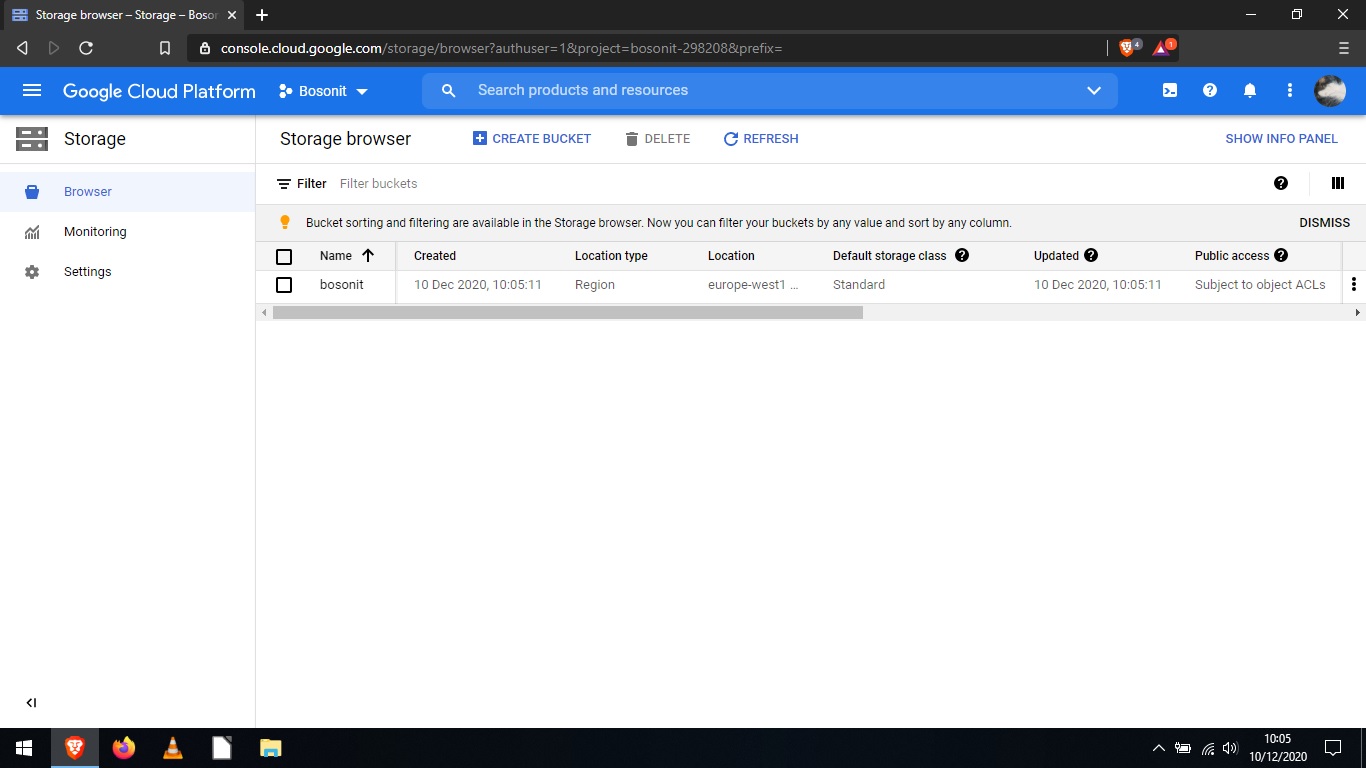 Storage browser – Storage – Boson
console.cloud.google.com/storage/browser?authuser=1&project=bosonit-298208&prefix=
4
1
Google Cloud Platform
Bosonit
Search products and resources
Storage
Storage browser
CREATE BUCKET
DELETE
REFRESH
SHOW INFO PANEL
Browser
Monitoring
Settings
Filter
Filter buckets
Bucket sorting and filtering are available in the Storage browser. Now you can filter your buckets by any value and sort by any column.
DISMISS
Name Created Location type Location Default storage class Updated Public access
bosonit 10 Dec 2020, 10:05:11 Region europe-west1 ... Standard 10 Dec 2020, 10:05:11 Subject to object ACLs
10:05
10/12/2020